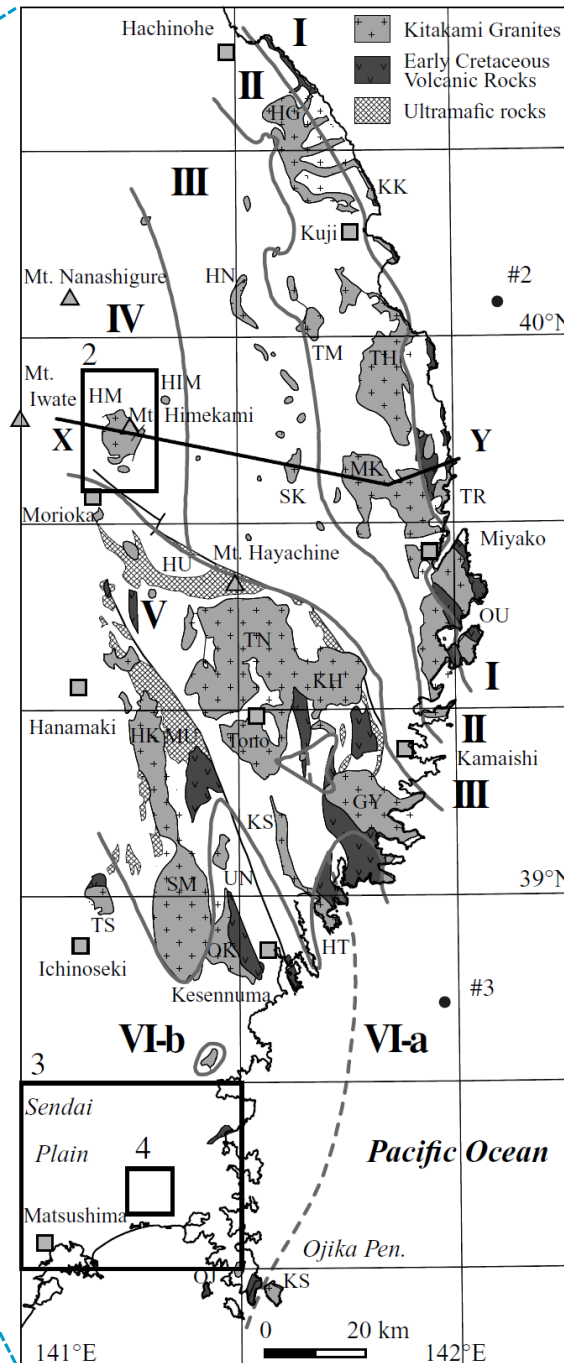 Hachinohe
I
Kitakami Granites
Early Cretaceous
Volcanic Rocks
Ultramafic rocks
II
HG
III
KK
Kuji
Mt. Nanashigure
HN
#2
IV
40°N
TM
TH
2
Mt.
Iwate
HM
HIM
Mt. Himekami
X
Y
MK
SK
TR
Morioka
Miyako
Mt. Hayachine
HU
V
OU
TN
KH
I
Hanamaki
HK
MU
Tono
II
Kamaishi
GY
III
KS
39°N
SM
UN
TS
OK
HT
Ichinoseki
#3
Kesennuma
VI-b
VI-a
3
Sendai
Plain
4
Pacific Ocean
Matsushima
Ojika Pen.
OJ
KS
0
20 km
141°E
142°E